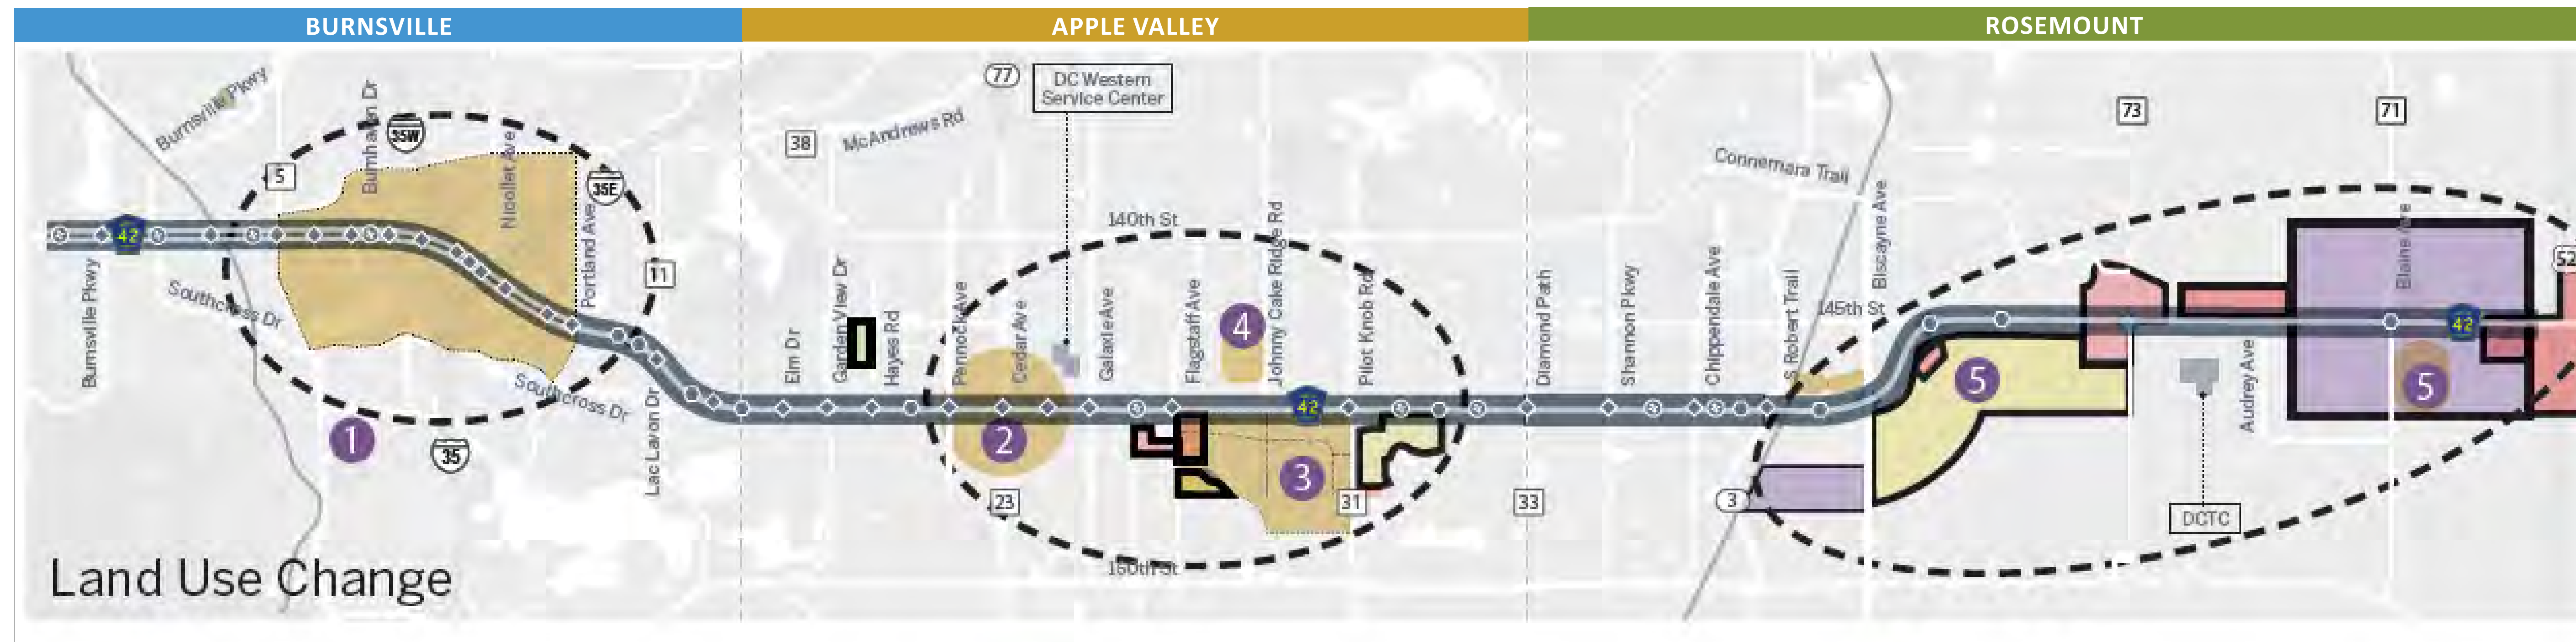 BURNSVILLE
APPLE VALLEY
ROSEMOUNT
Burnsville Pkwy
Burnhaven Dr
35W
5
Nicollet Ave
35E
42
Portland Ave
11
Burnsville Pkwy
Southcross Dr
Southcross Dr
1
35
Lac Lavon Dr
77
DC Western
Service Center
38
McAndrews Rd
140th St
Elm Dr
Garden View Dr
Hayes Rd
Pennock Ave
Cedar Ave
Galaxie Ave
Flagstaff Ave
4
Johnny Cake Ridge Rd
Pilot Knob Rd
42
2
3
23
31
33
160th St
Diamond Path
Shannon Pkwy
Chippendale Ave
S Robert Trail
Connemara Trail
Biscayne Ave
145th St
3
73
71
5
Blaine Ave
52
42
5
Audrey Ave
DCTC
Land Use Change